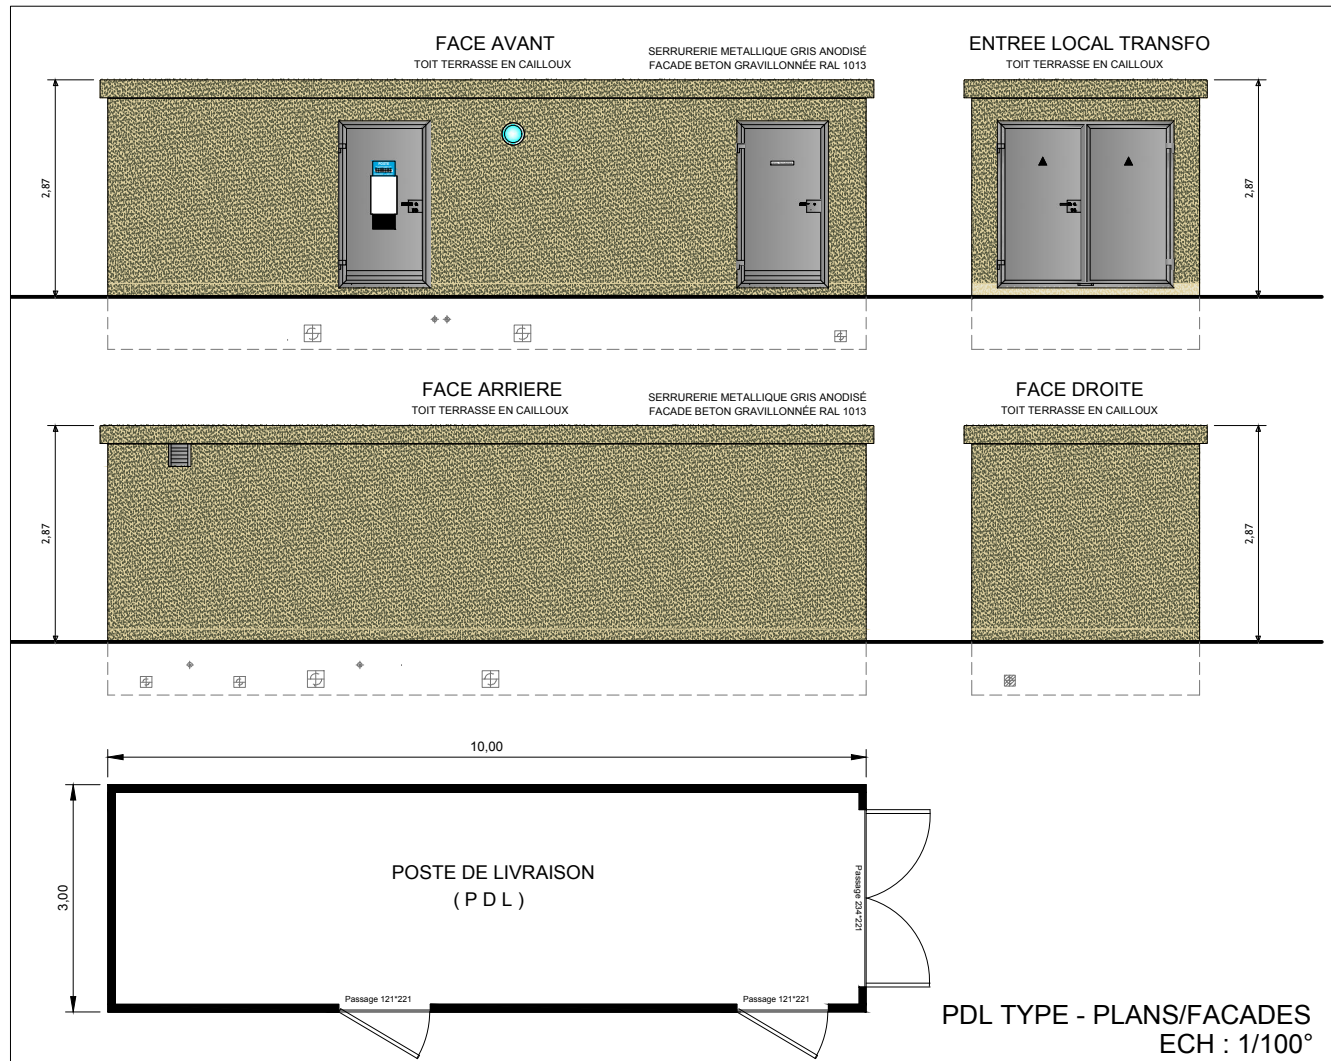 FACE AVANT
TOIT TERRASSE EN CAILLOUX
SERRURERIE METALLIQUE GRIS ANODISÉ
FACADE BETON GRAVILLONNÉE RAL 1013
ENTREE LOCAL TRANSFO
TOIT TERRASSE EN CAILLOUX
2,87
POSTE
2,87
FACE ARRIERE
TOIT TERRASSE EN CAILLOUX
SERRURERIE METALLIQUE GRIS ANODISÉ
FACADE BETON GRAVILLONNÉE RAL 1013
FACE DROITE
TOIT TERRASSE EN CAILLOUX
2,87
2,87
10,00
3,00
POSTE DE LIVRAISON
( P D L )
Passage 234*221
Passage 121*221
Passage 121*221
PDL TYPE - PLANS/FACADES
ECH : 1/100°